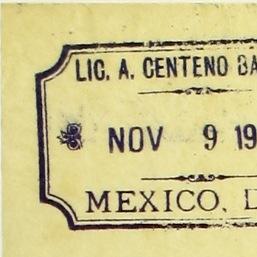 LIC. A. CENTENO BA
NOV 9 19
MEXICO, D